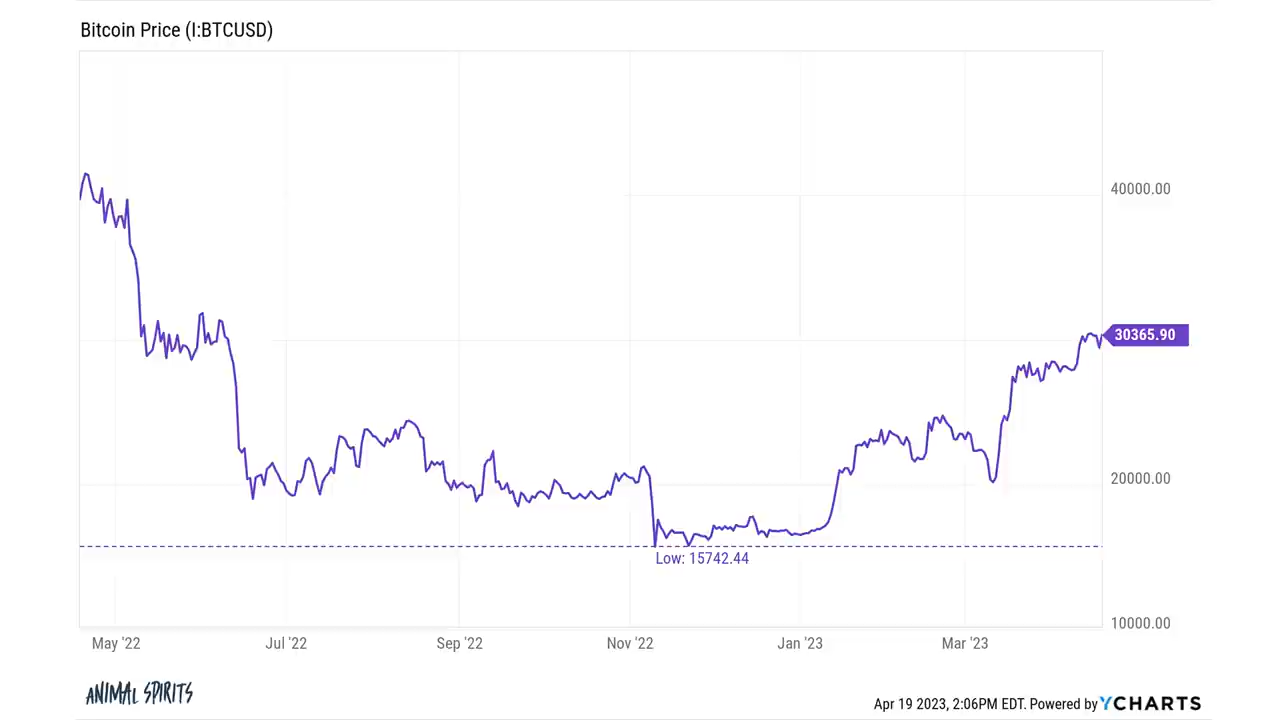 Bitcoin Price (I:BTCUSD)
40000.00
30365.90
20000.00
Low: 15742.44
10000.00
May '22 Jul '22 Sep '22 Nov '22 Jan '23 Mar '23
ANIMAL SPIRITS
Apr 19 2023, 2:06PM EDT. Powered by YCHARTS